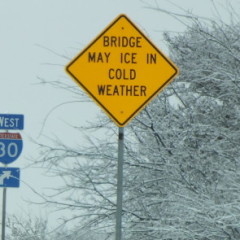 BRIDGE
MAY ICE IN
COLD
WEATHER
WEST
30